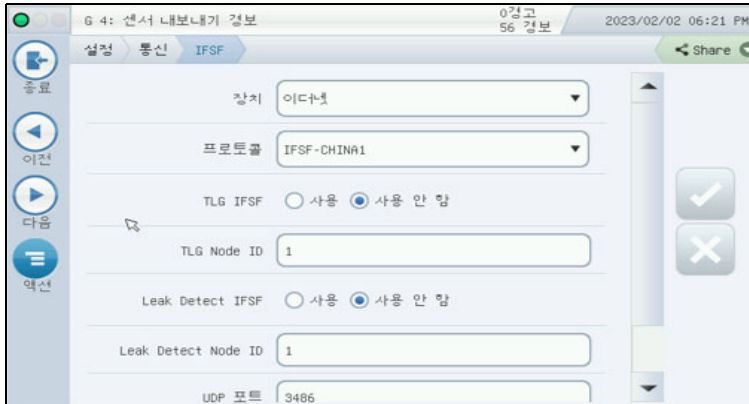 G 4: 센서 내보내기 경보
0경고
56 경보
2023/02/02 06:21 PM
설정 통신 IFSF
Share
종료
이전
다음
액션
장치 이더넷
프로토콜 IFSF-CHINA1
TLG IFSF 사용 사용 안 함
TLG Node ID 1
Leak Detect IFSF 사용 사용 안 함
Leak Detect Node ID 1
UDP 포트 3486